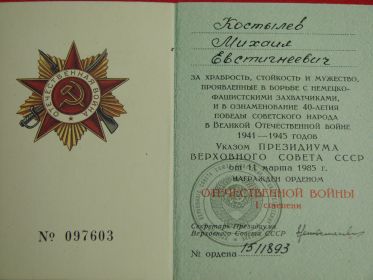 ОТЕЧЕСТВЕННАЯ ВОЙНА
№ 097603
Костылев
Михаил
Евстигнеевич
ЗА ХРАБРОСТЬ, СТОЙКОСТЬ И МУЖЕСТВО,
ПРОЯВЛЕННЫЕ В БОРЬБЕ С НЕМЕЦКО-
ФАШИСТСКИМИ ЗАХВАТЧИКАМИ,
И В ОЗНАМЕНОВАНИЕ 40-ЛЕТИЯ
ПОБЕДЫ СОВЕТСКОГО НАРОДА
В ВЕЛИКОЙ ОТЕЧЕСТВЕННОЙ ВОЙНЕ
1941—1945 ГОДОВ
УКАЗОМ ПРЕЗИДИУМА
ВЕРХОВНОГО СОВЕТА СССР
от 11 марта 1985 г.
НАГРАЖДЕН ОРДЕНОМ
ОТЕЧЕСТВЕННОЙ ВОЙНЫ
I степени
Секретарь Президиума
Верховного Совета СССР
№ ордена 1511893